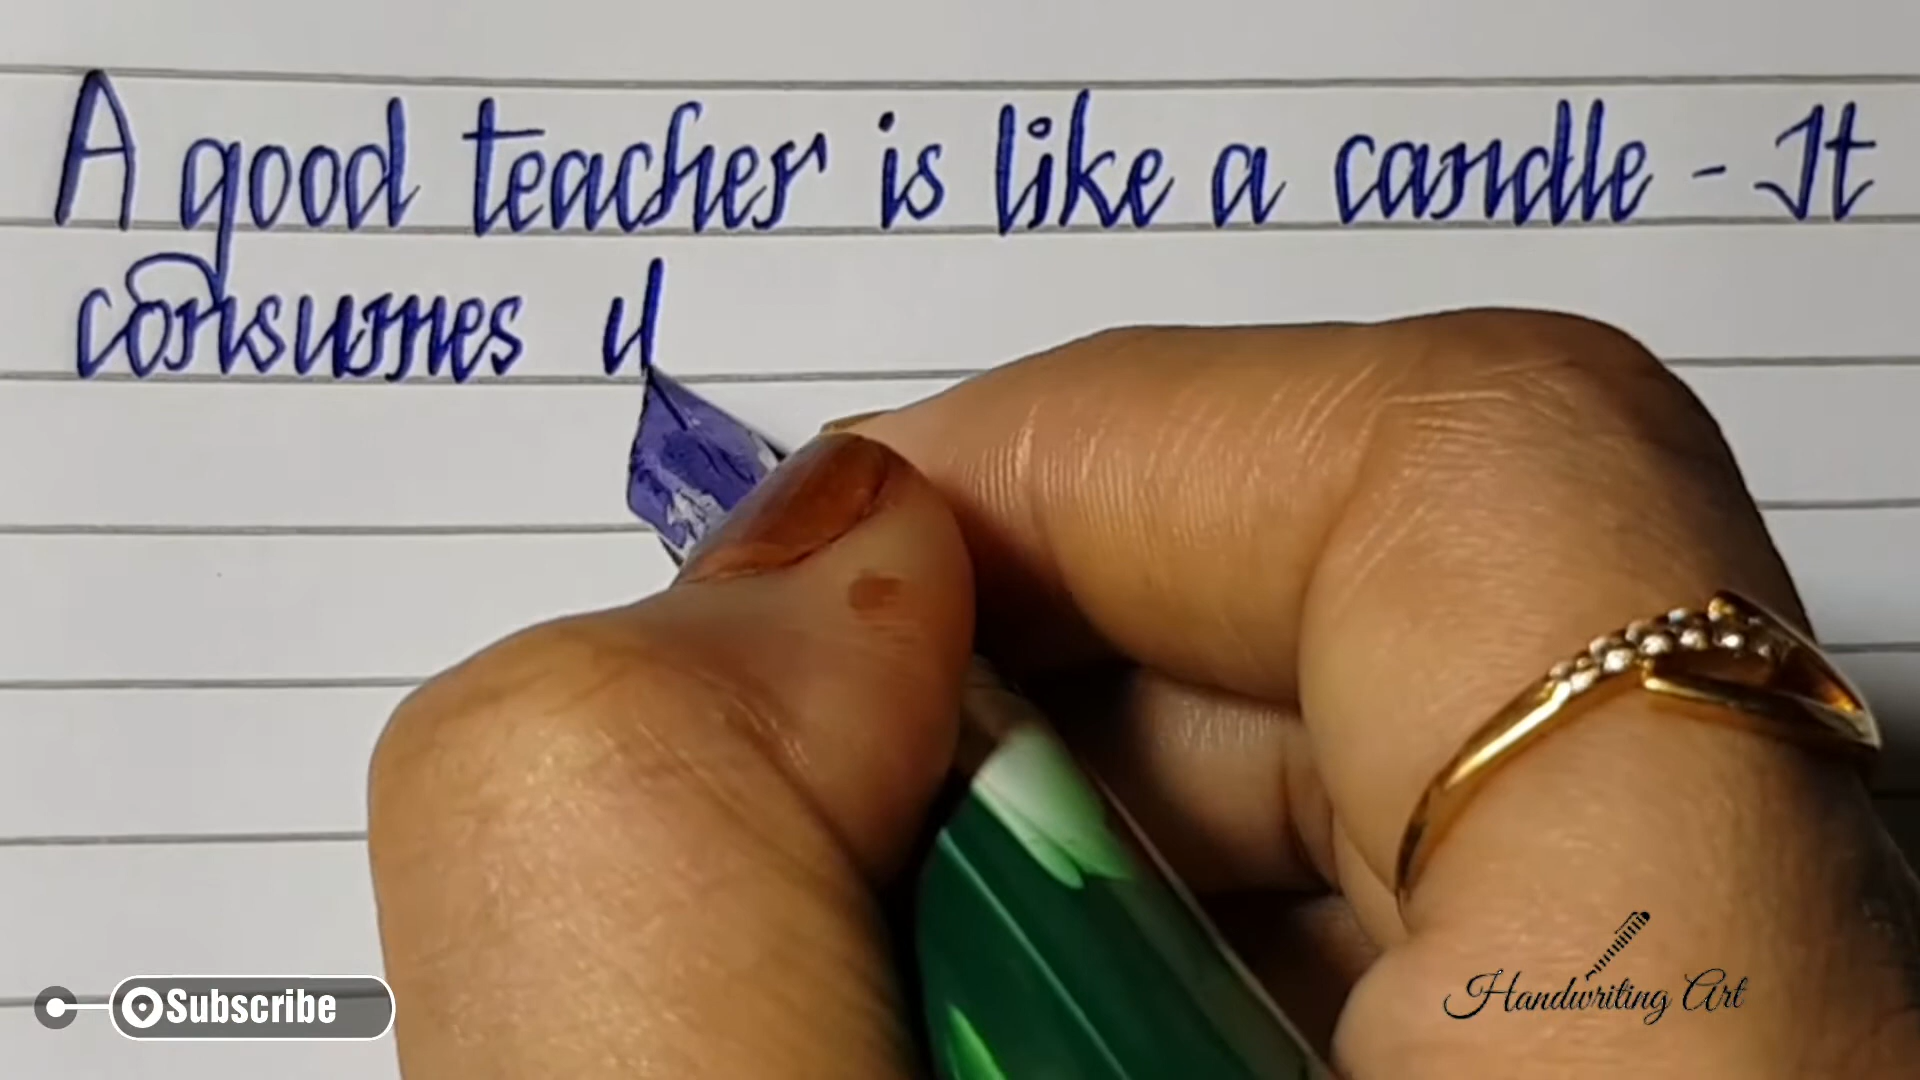 A good teacher is like a candle - It
consumes
Subscribe
Handwriting Art